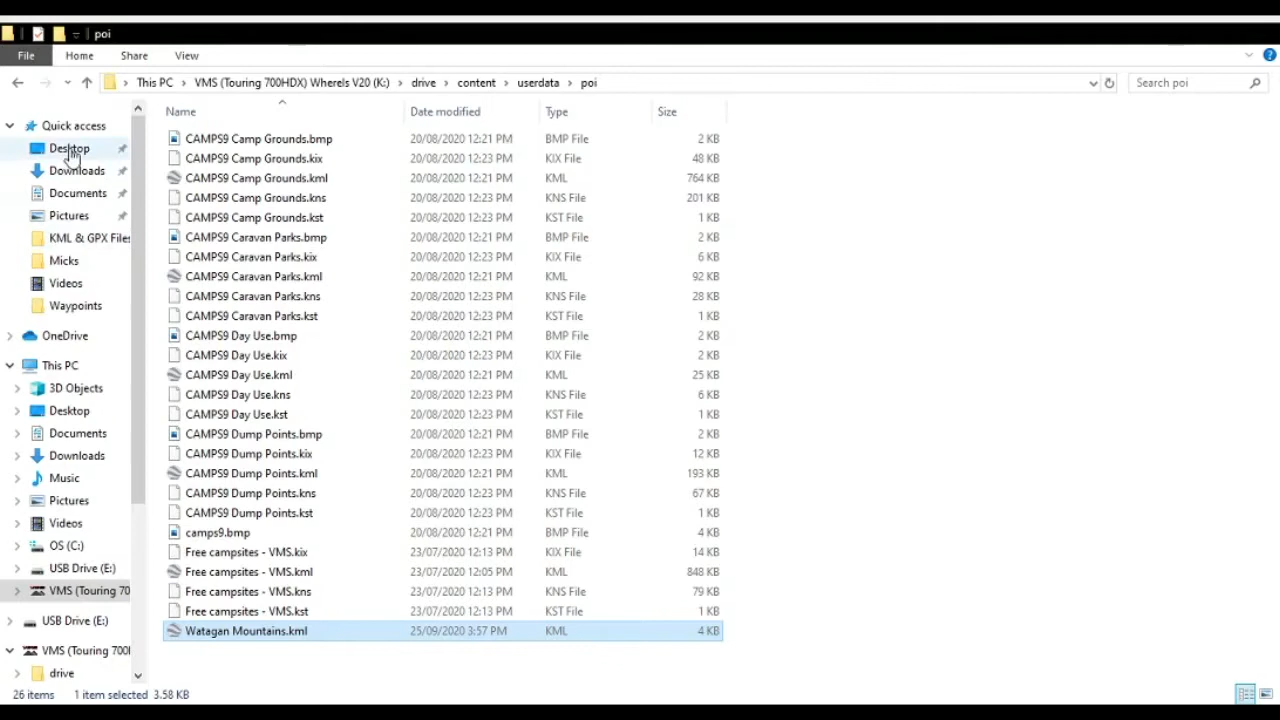 poi
File Home Share View
This PC VMS (Touring 700HDX) WhereIs V20 (K:) drive content userdata poi Search poi
Name Date modified Type Size
Quick access
Desktop
Downloads
Documents
Pictures
KML & GPX Files
Micks
Videos
Waypoints
OneDrive
This PC
3D Objects
Desktop
Documents
Downloads
Music
Pictures
Videos
OS (C:)
USB Drive (E:)
VMS (Touring 70
USB Drive (E:)
VMS (Touring 700
drive
CAMPS9 Camp Grounds.bmp 20/08/2020 12:21 PM BMP File 2 KB
CAMPS9 Camp Grounds.kix 20/08/2020 12:23 PM KIX File 48 KB
CAMPS9 Camp Grounds.kml 20/08/2020 12:21 PM KML 764 KB
CAMPS9 Camp Grounds.kns 20/08/2020 12:23 PM KNS File 201 KB
CAMPS9 Camp Grounds.kst 20/08/2020 12:23 PM KST File 1 KB
CAMPS9 Caravan Parks.bmp 20/08/2020 12:21 PM BMP File 2 KB
CAMPS9 Caravan Parks.kix 20/08/2020 12:23 PM KIX File 6 KB
CAMPS9 Caravan Parks.kml 20/08/2020 12:21 PM KML 92 KB
CAMPS9 Caravan Parks.kns 20/08/2020 12:23 PM KNS File 28 KB
CAMPS9 Caravan Parks.kst 20/08/2020 12:23 PM KST File 1 KB
CAMPS9 Day Use.bmp 20/08/2020 12:21 PM BMP File 2 KB
CAMPS9 Day Use.kix 20/08/2020 12:23 PM KIX File 2 KB
CAMPS9 Day Use.kml 20/08/2020 12:21 PM KML 25 KB
CAMPS9 Day Use.kns 20/08/2020 12:23 PM KNS File 6 KB
CAMPS9 Day Use.kst 20/08/2020 12:23 PM KST File 1 KB
CAMPS9 Dump Points.bmp 20/08/2020 12:21 PM BMP File 2 KB
CAMPS9 Dump Points.kix 20/08/2020 12:23 PM KIX File 12 KB
CAMPS9 Dump Points.kml 20/08/2020 12:21 PM KML 193 KB
CAMPS9 Dump Points.kns 20/08/2020 12:23 PM KNS File 67 KB
CAMPS9 Dump Points.kst 20/08/2020 12:23 PM KST File 1 KB
camps9.bmp 20/08/2020 12:21 PM BMP File 4 KB
Free campsites - VMS.kix 23/07/2020 12:13 PM KIX File 14 KB
Free campsites - VMS.kml 23/07/2020 12:05 PM KML 848 KB
Free campsites - VMS.kns 23/07/2020 12:13 PM KNS File 79 KB
Free campsites - VMS.kst 23/07/2020 12:13 PM KST File 1 KB
Watagan Mountains.kml 25/09/2020 3:57 PM KML 4 KB
26 items 1 item selected 3.58 KB